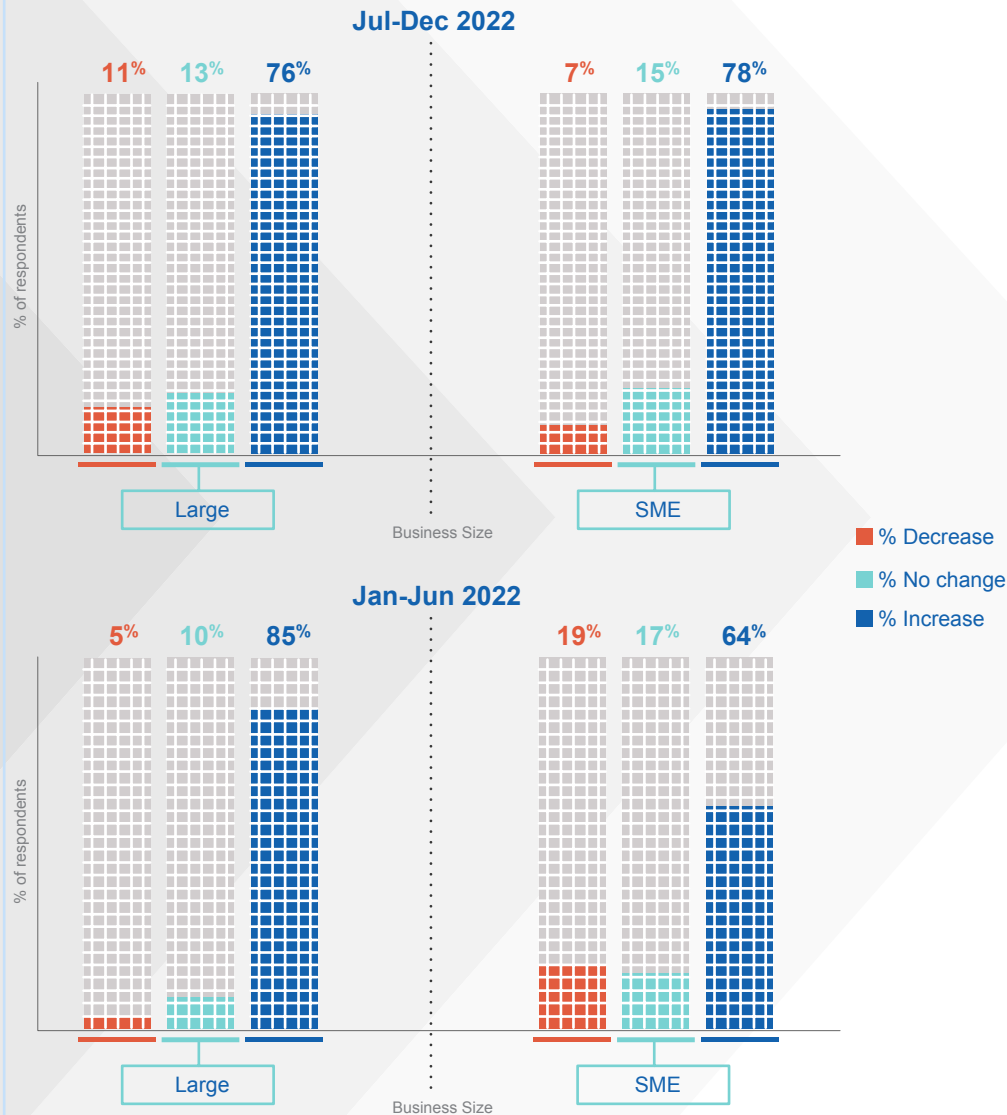 Jul-Dec 2022
11% 13% 76% 7% 15% 78%
% of respondents
Large SME
Business Size
% Decrease
% No change
% Increase
Jan-Jun 2022
5% 10% 85% 19% 17% 64%
% of respondents
Large SME
Business Size